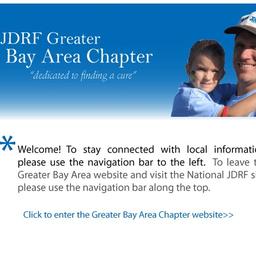 JDRF Greater
Bay Area Chapter
"dedicated to finding a cure"
* Welcome! To stay connected with local
please use the navigation bar to the left. To leave
Greater Bay Area website and visit the National JDRF
please use the navigation bar along the top.
Click to enter the Greater Bay Area Chapter website>>